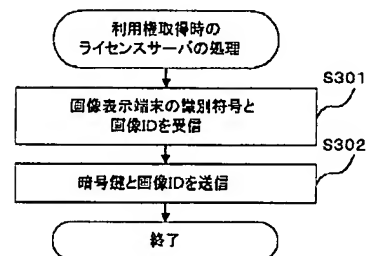 利用権取得時の
ライセンスサーバの処理
S301
画像表示端末の識別符号と
画像IDを受信
S302
暗号鍵と画像IDを送信
終了